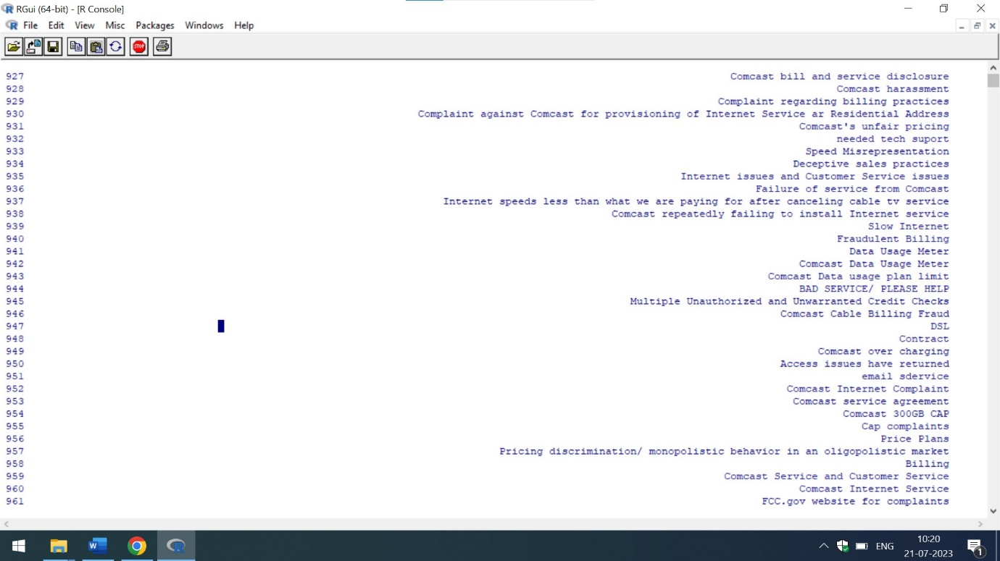 RGui (64-bit) - [R Console]
File Edit View Misc Packages Windows Help
STOP
927 Comcast bill and service disclosure
928 Comcast harassment
929 Complaint regarding billing practices
930 Complaint against Comcast for provisioning of Internet Service ar Residential Address
931 Comcast's unfair pricing
932 needed tech suport
933 Speed Misrepresentation
934 Deceptive sales practices
935 Internet issues and Customer Service issues
936 Failure of service from Comcast
937 Internet speeds less than what we are paying for after canceling cable tv service
938 Comcast repeatedly failing to install Internet service
939 Slow Internet
940 Fraudulent Billing
941 Data Usage Meter
942 Comcast Data Usage Meter
943 Comcast Data usage plan limit
944 BAD SERVICE/ PLEASE HELP
945 Multiple Unauthorized and Unwarranted Credit Checks
946 Comcast Cable Billing Fraud
947 DSL
948 Contract
949 Comcast over charging
950 Access issues have returned
951 email sdervice
952 Comcast Internet Complaint
953 Comcast service agreement
954 Comcast 300GB CAP
955 Cap complaints
956 Price Plans
957 Pricing discrimination/ monopolistic behavior in an oligopolistic market
958 Billing
959 Comcast Service and Customer Service
960 Comcast Internet Service
961 FCC.gov website for complaints
ENG
10:20
21-07-2023
1